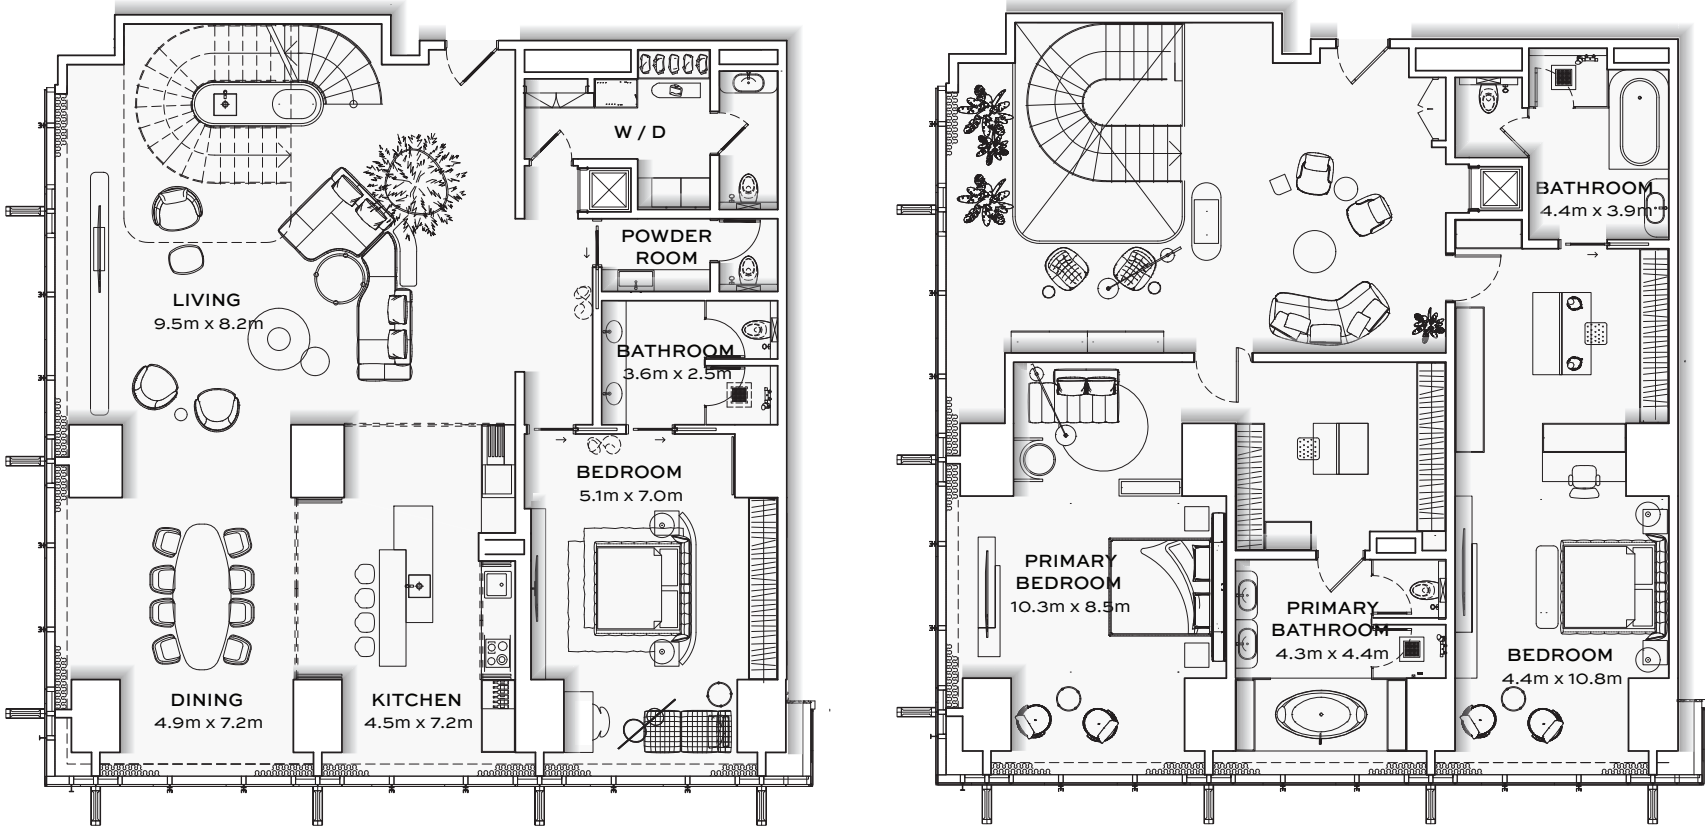 W / D
POWDER
ROOM
LIVING
9.5m x 8.2m
BATHROOM
3.6m x 2.5m
BEDROOM
5.1m x 7.0m
DINING
4.9m x 7.2m
KITCHEN
4.5m x 7.2m
BATHROOM
4.4m x 3.9m
PRIMARY
BEDROOM
10.3m x 8.5m
PRIMARY
BATHROOM
4.3m x 4.4m
BEDROOM
4.4m x 10.8m